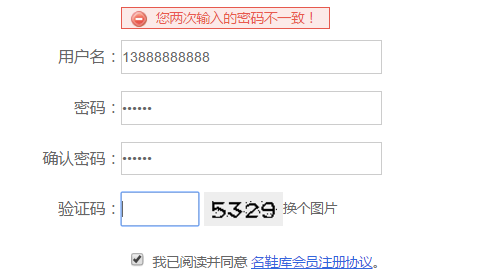 您两次输入的密码不一致！
用户名：13888888888
密码：••••••
确认密码：••••••
验证码： 5329 换个图片
我已阅读并同意 名鞋库会员注册协议。